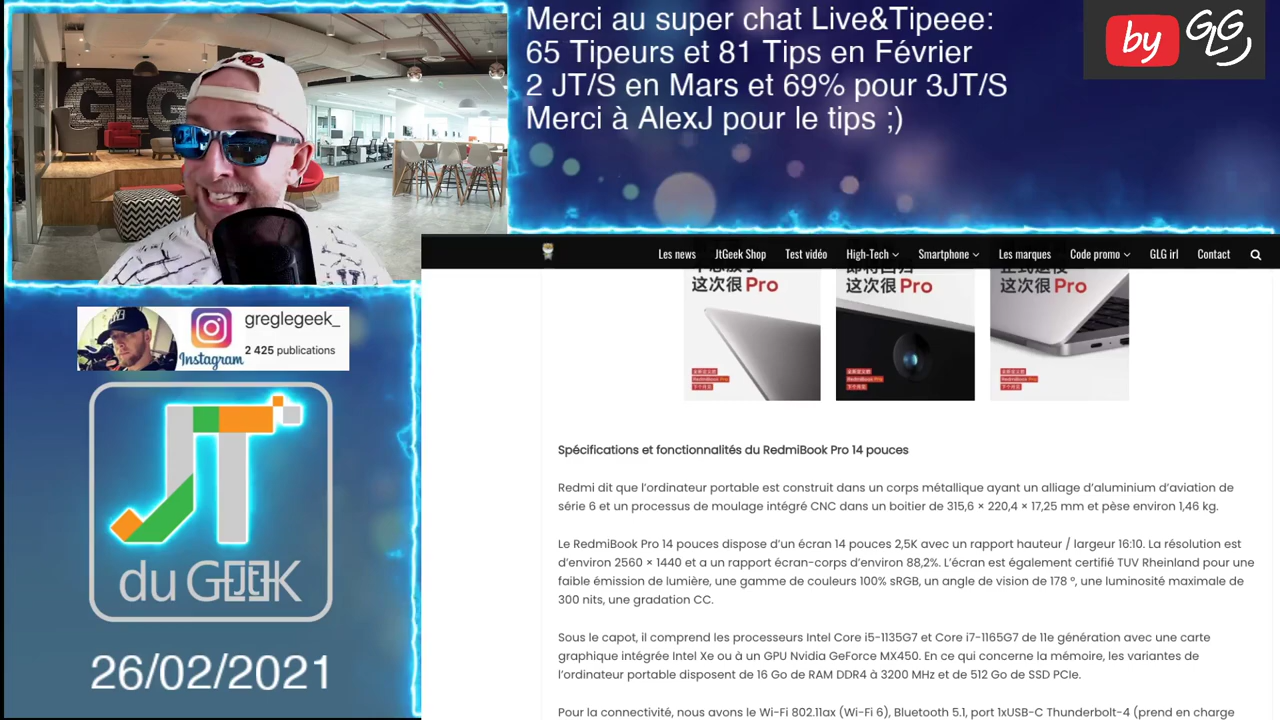 Merci au super chat Live&Tipeee:
65 Tipeurs et 81 Tips en Février
2 JT/S en Mars et 69% pour 3JT/S
Merci à AlexJ pour le tips ;)
by GLG
GLG
greglegeek_
Instagram
2 425 publications
JT
du GEEK
26/02/2021
Les news JtGeek Shop Test vidéo High-Tech Smartphone Les marques Code promo GLG irl Contact
这次很 Pro
这次很 Pro
这次很 Pro
RedmiBook Pro
RedmiBook Pro
RedmiBook Pro
Spécifications et fonctionnalités du RedmiBook Pro 14 pouces
Redmi dit que l’ordinateur portable est construit dans un corps métallique ayant un alliage d’aluminium d’aviation de
série 6 et un processus de moulage intégré CNC dans un boitier de 315,6 × 220,4 × 17,25 mm et pèse environ 1,46 kg.
Le RedmiBook Pro 14 pouces dispose d’un écran 14 pouces 2,5K avec un rapport hauteur / largeur 16:10. La résolution est
d’environ 2560 × 1440 et a un rapport écran-corps d’environ 88,2%. L’écran est également certifié TUV Rheinland pour une
faible émission de lumière, une gamme de couleurs 100% sRGB, un angle de vision de 178 °, une luminosité maximale de
300 nits, une gradation CC.
Sous le capot, il comprend les processeurs Intel Core i5-1135G7 et Core i7-1165G7 de 11e génération avec une carte
graphique intégrée Intel Xe ou à un GPU Nvidia GeForce MX450. En ce qui concerne la mémoire, les variantes de
l’ordinateur portable disposent de 16 Go de RAM DDR4 à 3200 MHz et de 512 Go de SSD PCIe.
Pour la connectivité, nous avons le Wi-Fi 802.11ax (Wi-Fi 6), Bluetooth 5.1, port 1xUSB-C Thunderbolt-4 (prend en charge